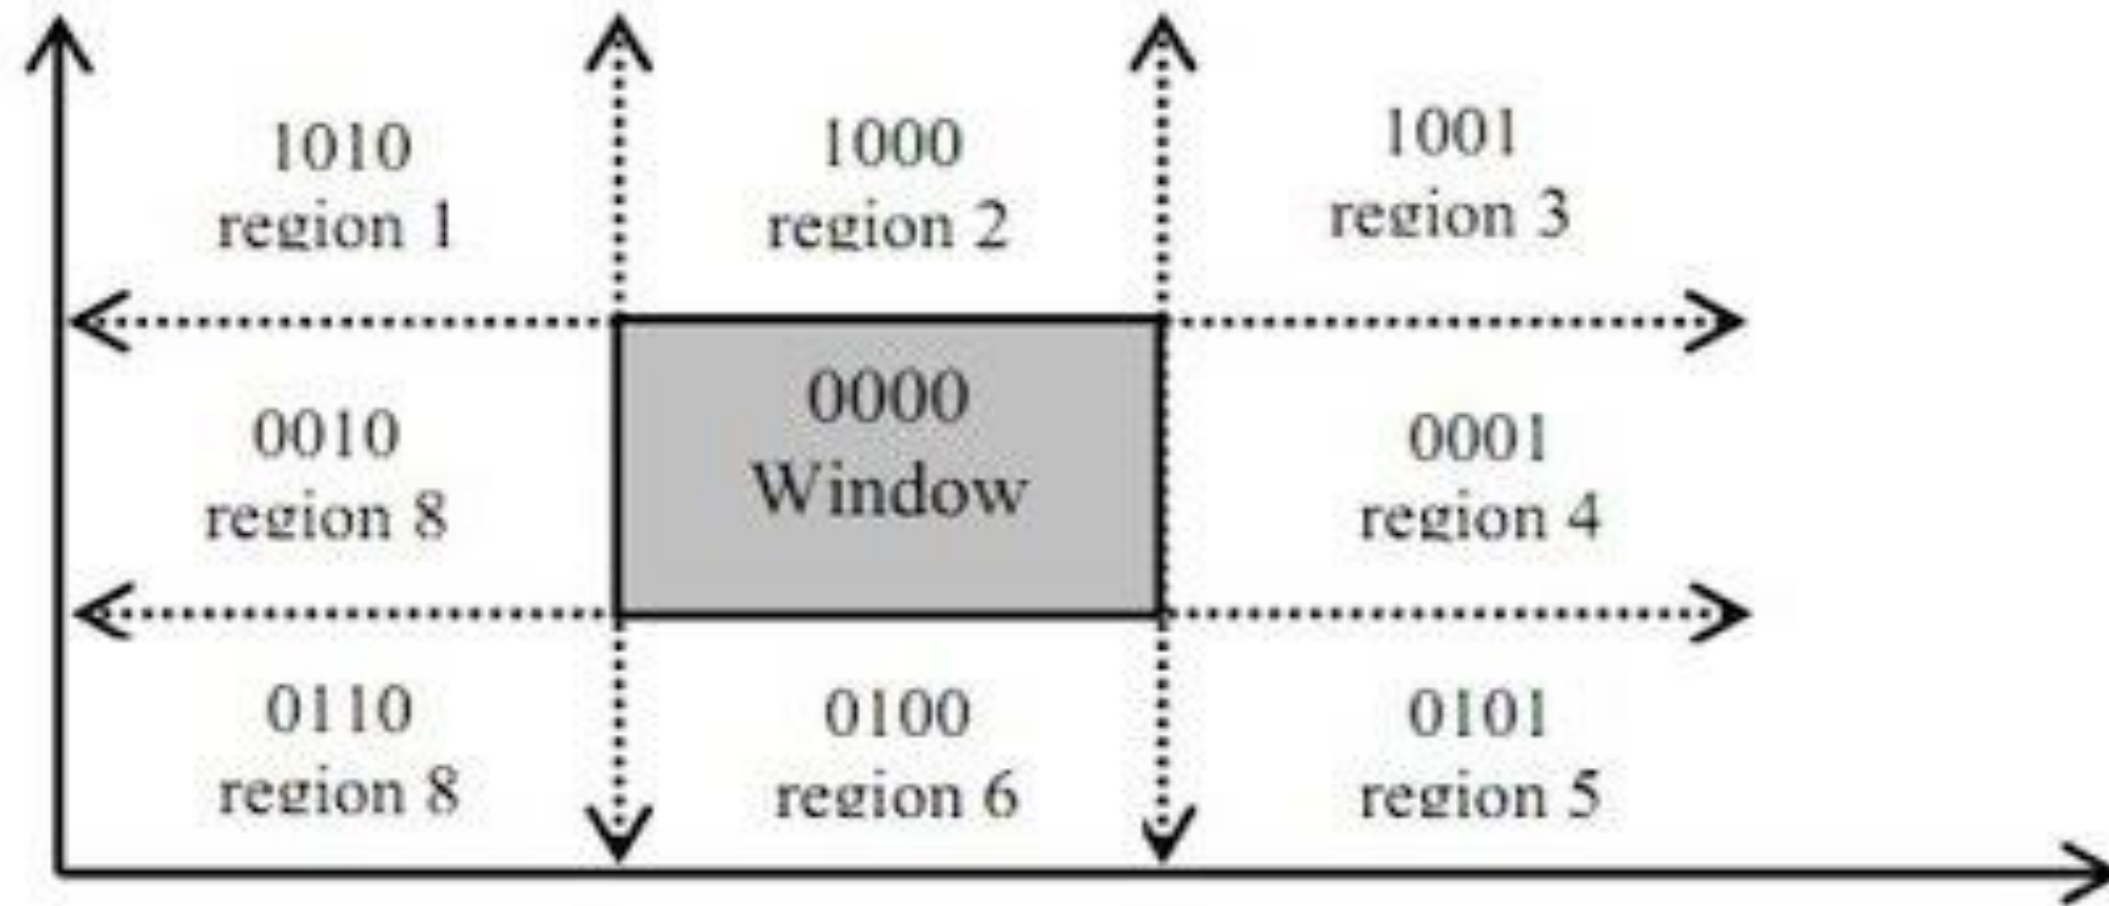 1010
region 1
1000
region 2
1001
region 3
0010
region 8
0000
Window
0001
region 4
0110
region 8
0100
region 6
0101
region 5